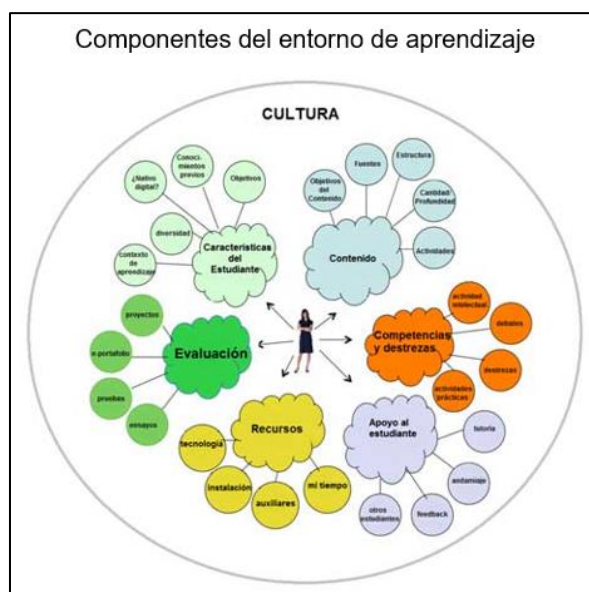 Componentes del entorno de aprendizaje
CULTURA
¿Nativo
digital?
Conoci-
mientos
previos
Objetivos
diversidad
contexto de
aprendizaje
Características
del
Estudiante
Objetivos
del
Contenido
Fuentes
Estructura
Cantidad/
Profundidad
Actividades
Contenido
proyectos
e-portafolio
pruebas
ensayos
Evaluación
actividad
intelectual
debates
destrezas
actividades
prácticas
Competencias
y destrezas
Recursos
tecnología
instalación
auxiliares
mi tiempo
Apoyo al
estudiante
tutoria
andamiaje
feedback
otros
estudiantes